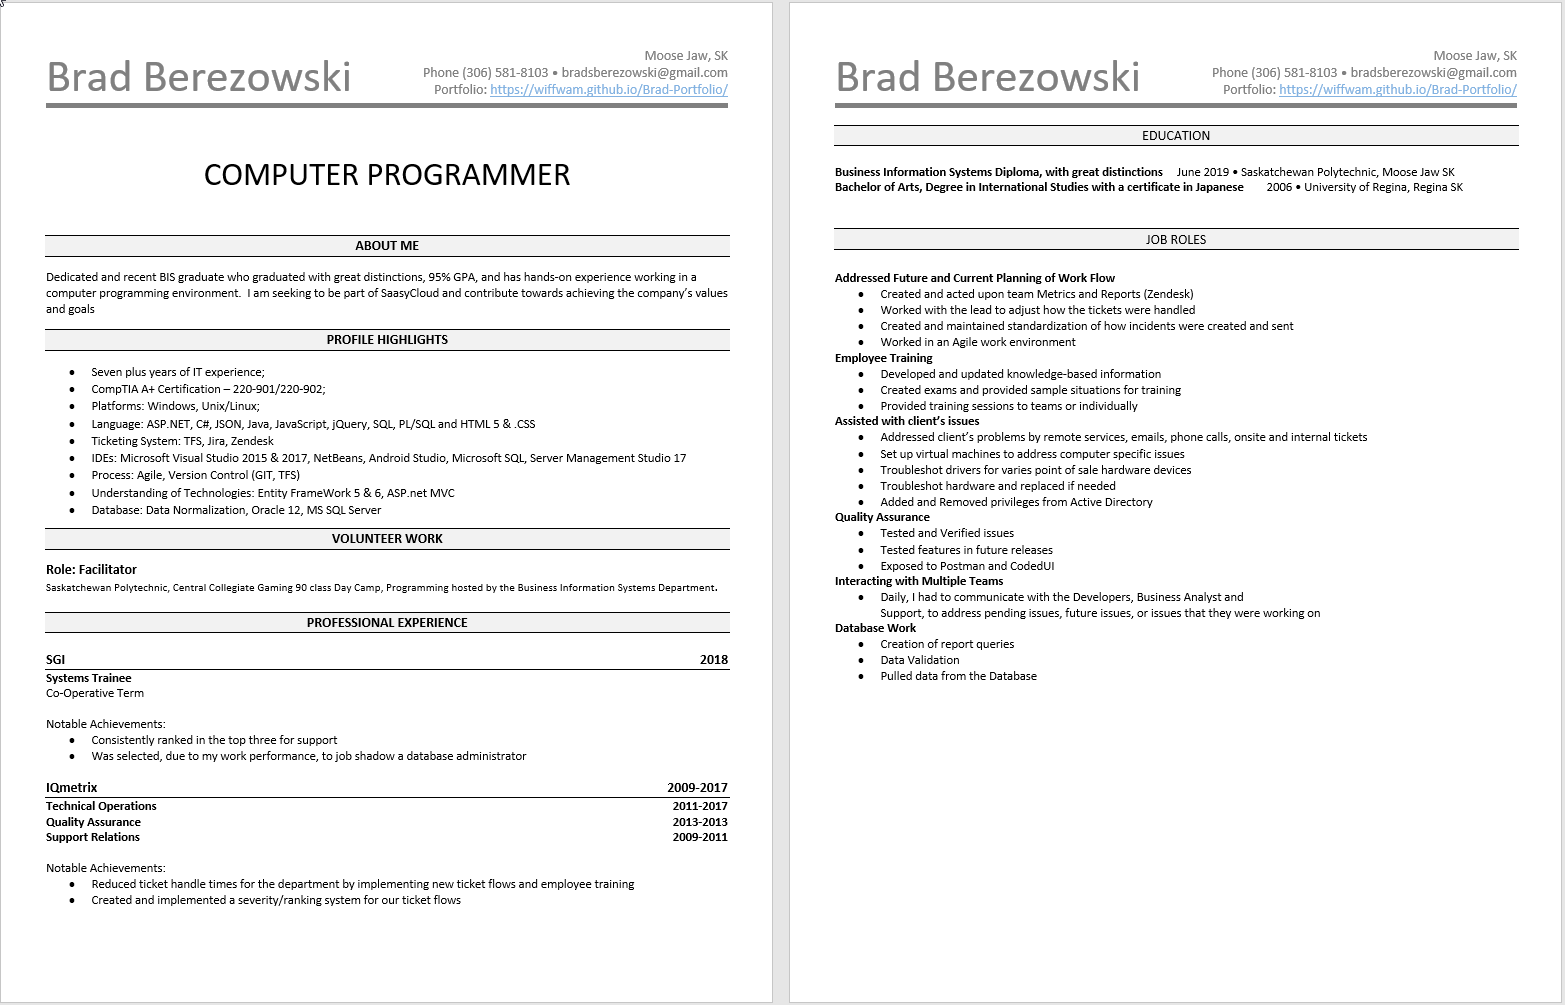 Brad Berezowski
Moose Jaw, SK
Phone (306) 581-8103 • bradsberezowski@gmail.com
Portfolio: https://wiffwam.github.io/Brad-Portfolio/
COMPUTER PROGRAMMER
ABOUT ME
Dedicated and recent BIS graduate who graduated with great distinctions, 95% GPA, and has hands-on experience working in a
computer programming environment.  I am seeking to be part of SaasyCloud and contribute towards achieving the company's values
and goals
PROFILE HIGHLIGHTS
• Seven plus years of IT experience;
• CompTIA A+ Certification – 220-901/220-902;
• Platforms: Windows, Unix/Linux;
• Language: ASP.NET, C#, JSON, Java, JavaScript, jQuery, SQL, PL/SQL and HTML 5 & .CSS
• Ticketing System: TFS, Jira, Zendesk
• IDEs: Microsoft Visual Studio 2015 & 2017, NetBeans, Android Studio, Microsoft SQL, Server Management Studio 17
• Process: Agile, Version Control (GIT, TFS)
• Understanding of Technologies: Entity FrameWork 5 & 6, ASP.net MVC
• Database: Data Normalization, Oracle 12, MS SQL Server
VOLUNTEER WORK
Role: Facilitator
Saskatchewan Polytechnic, Central Collegiate Gaming 90 class Day Camp, Programming hosted by the Business Information Systems Department.
PROFESSIONAL EXPERIENCE
SGI 2018
Systems Trainee
Co-Operative Term
Notable Achievements:
• Consistently ranked in the top three for support
• Was selected, due to my work performance, to job shadow a database administrator
IQmetrix 2009-2017
Technical Operations 2011-2017
Quality Assurance 2013-2013
Support Relations 2009-2011
Notable Achievements:
• Reduced ticket handle times for the department by implementing new ticket flows and employee training
• Created and implemented a severity/ranking system for our ticket flows
Brad Berezowski
Moose Jaw, SK
Phone (306) 581-8103 • bradsberezowski@gmail.com
Portfolio: https://wiffwam.github.io/Brad-Portfolio/
EDUCATION
Business Information Systems Diploma, with great distinctions June 2019 • Saskatchewan Polytechnic, Moose Jaw SK
Bachelor of Arts, Degree in International Studies with a certificate in Japanese 2006 • University of Regina, Regina SK
JOB ROLES
Addressed Future and Current Planning of Work Flow
• Created and acted upon team Metrics and Reports (Zendesk)
• Worked with the lead to adjust how the tickets were handled
• Created and maintained standardization of how incidents were created and sent
• Worked in an Agile work environment
Employee Training
• Developed and updated knowledge-based information
• Created exams and provided sample situations for training
• Provided training sessions to teams or individually
Assisted with client's issues
• Addressed client's problems by remote services, emails, phone calls, onsite and internal tickets
• Set up virtual machines to address computer specific issues
• Troubleshot drivers for varies point of sale hardware devices
• Troubleshot hardware and replaced if needed
• Added and Removed privileges from Active Directory
Quality Assurance
• Tested and Verified issues
• Tested features in future releases
• Exposed to Postman and CodedUI
Interacting with Multiple Teams
• Daily, I had to communicate with the Developers, Business Analyst and
Support, to address pending issues, future issues, or issues that they were working on
Database Work
• Creation of report queries
• Data Validation
• Pulled data from the Database